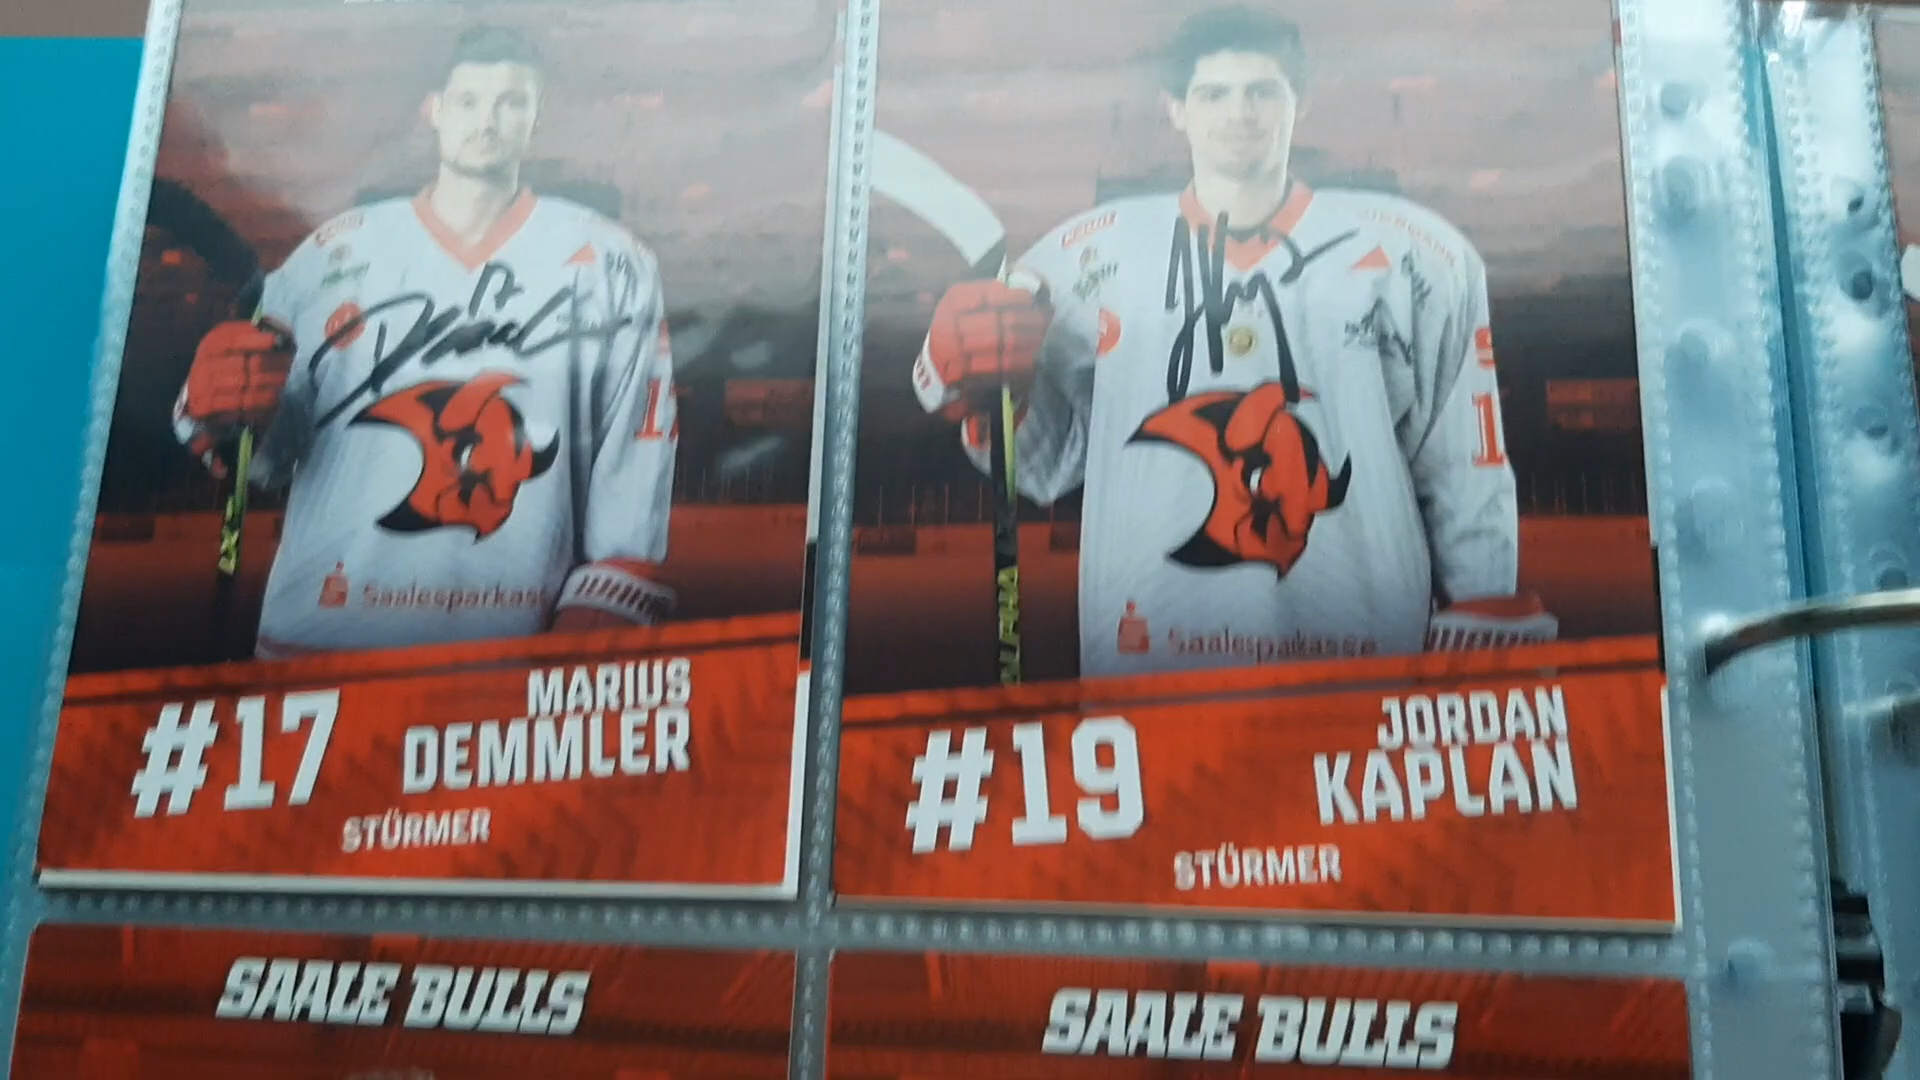 Saalesparkasse
#17
MARIUS
DEMMLER
STÜRMER
Saalesparkasse
#19
JORDAN
KAPLAN
STÜRMER
SAALE BULLS
SAALE BULLS